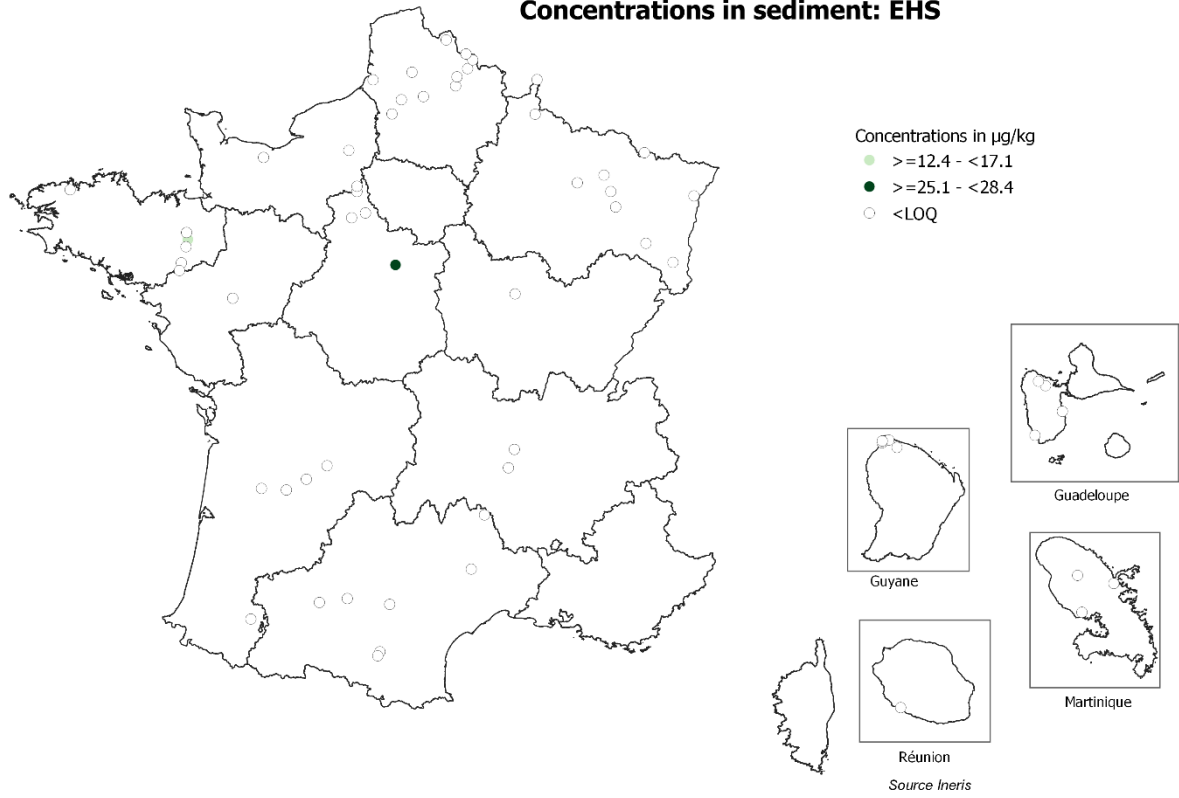 Concentrations in sediment: EHS
Concentrations in µg/kg
>=12.4 - <17.1
>=25.1 - <28.4
<LOQ
Guadeloupe
Guyane
Martinique
Réunion
Source Ineris